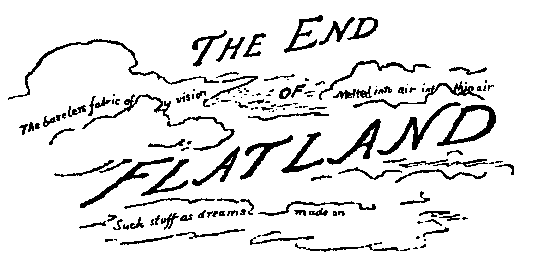 THE END
The baseless fabric of my vision
OF
Melted into air into thin air
FLATLAND
Such stuff as dreams made on